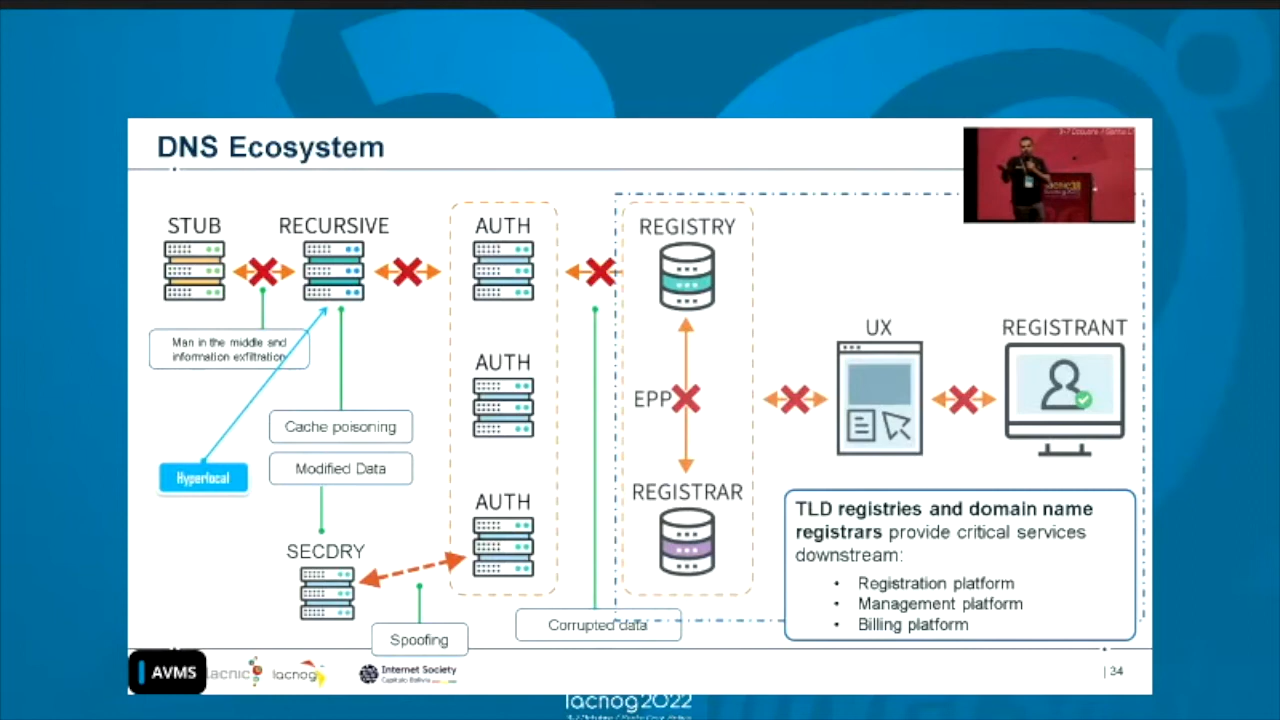 DNS Ecosystem
STUB
RECURSIVE
AUTH
REGISTRY
Man in the middle and
information exfiltration
UX
REGISTRANT
AUTH
EPP
Cache poisoning
Modified Data
Hyperlocal
REGISTRAR
AUTH
TLD registries and domain name
registrars provide critical services
downstream:
• Registration platform
• Management platform
• Billing platform
SECDRY
Corrupted data
Spoofing
AVMS
lacnic
lacnog
Internet Society
Capítulo Bolivia
| 34
lacnog2022